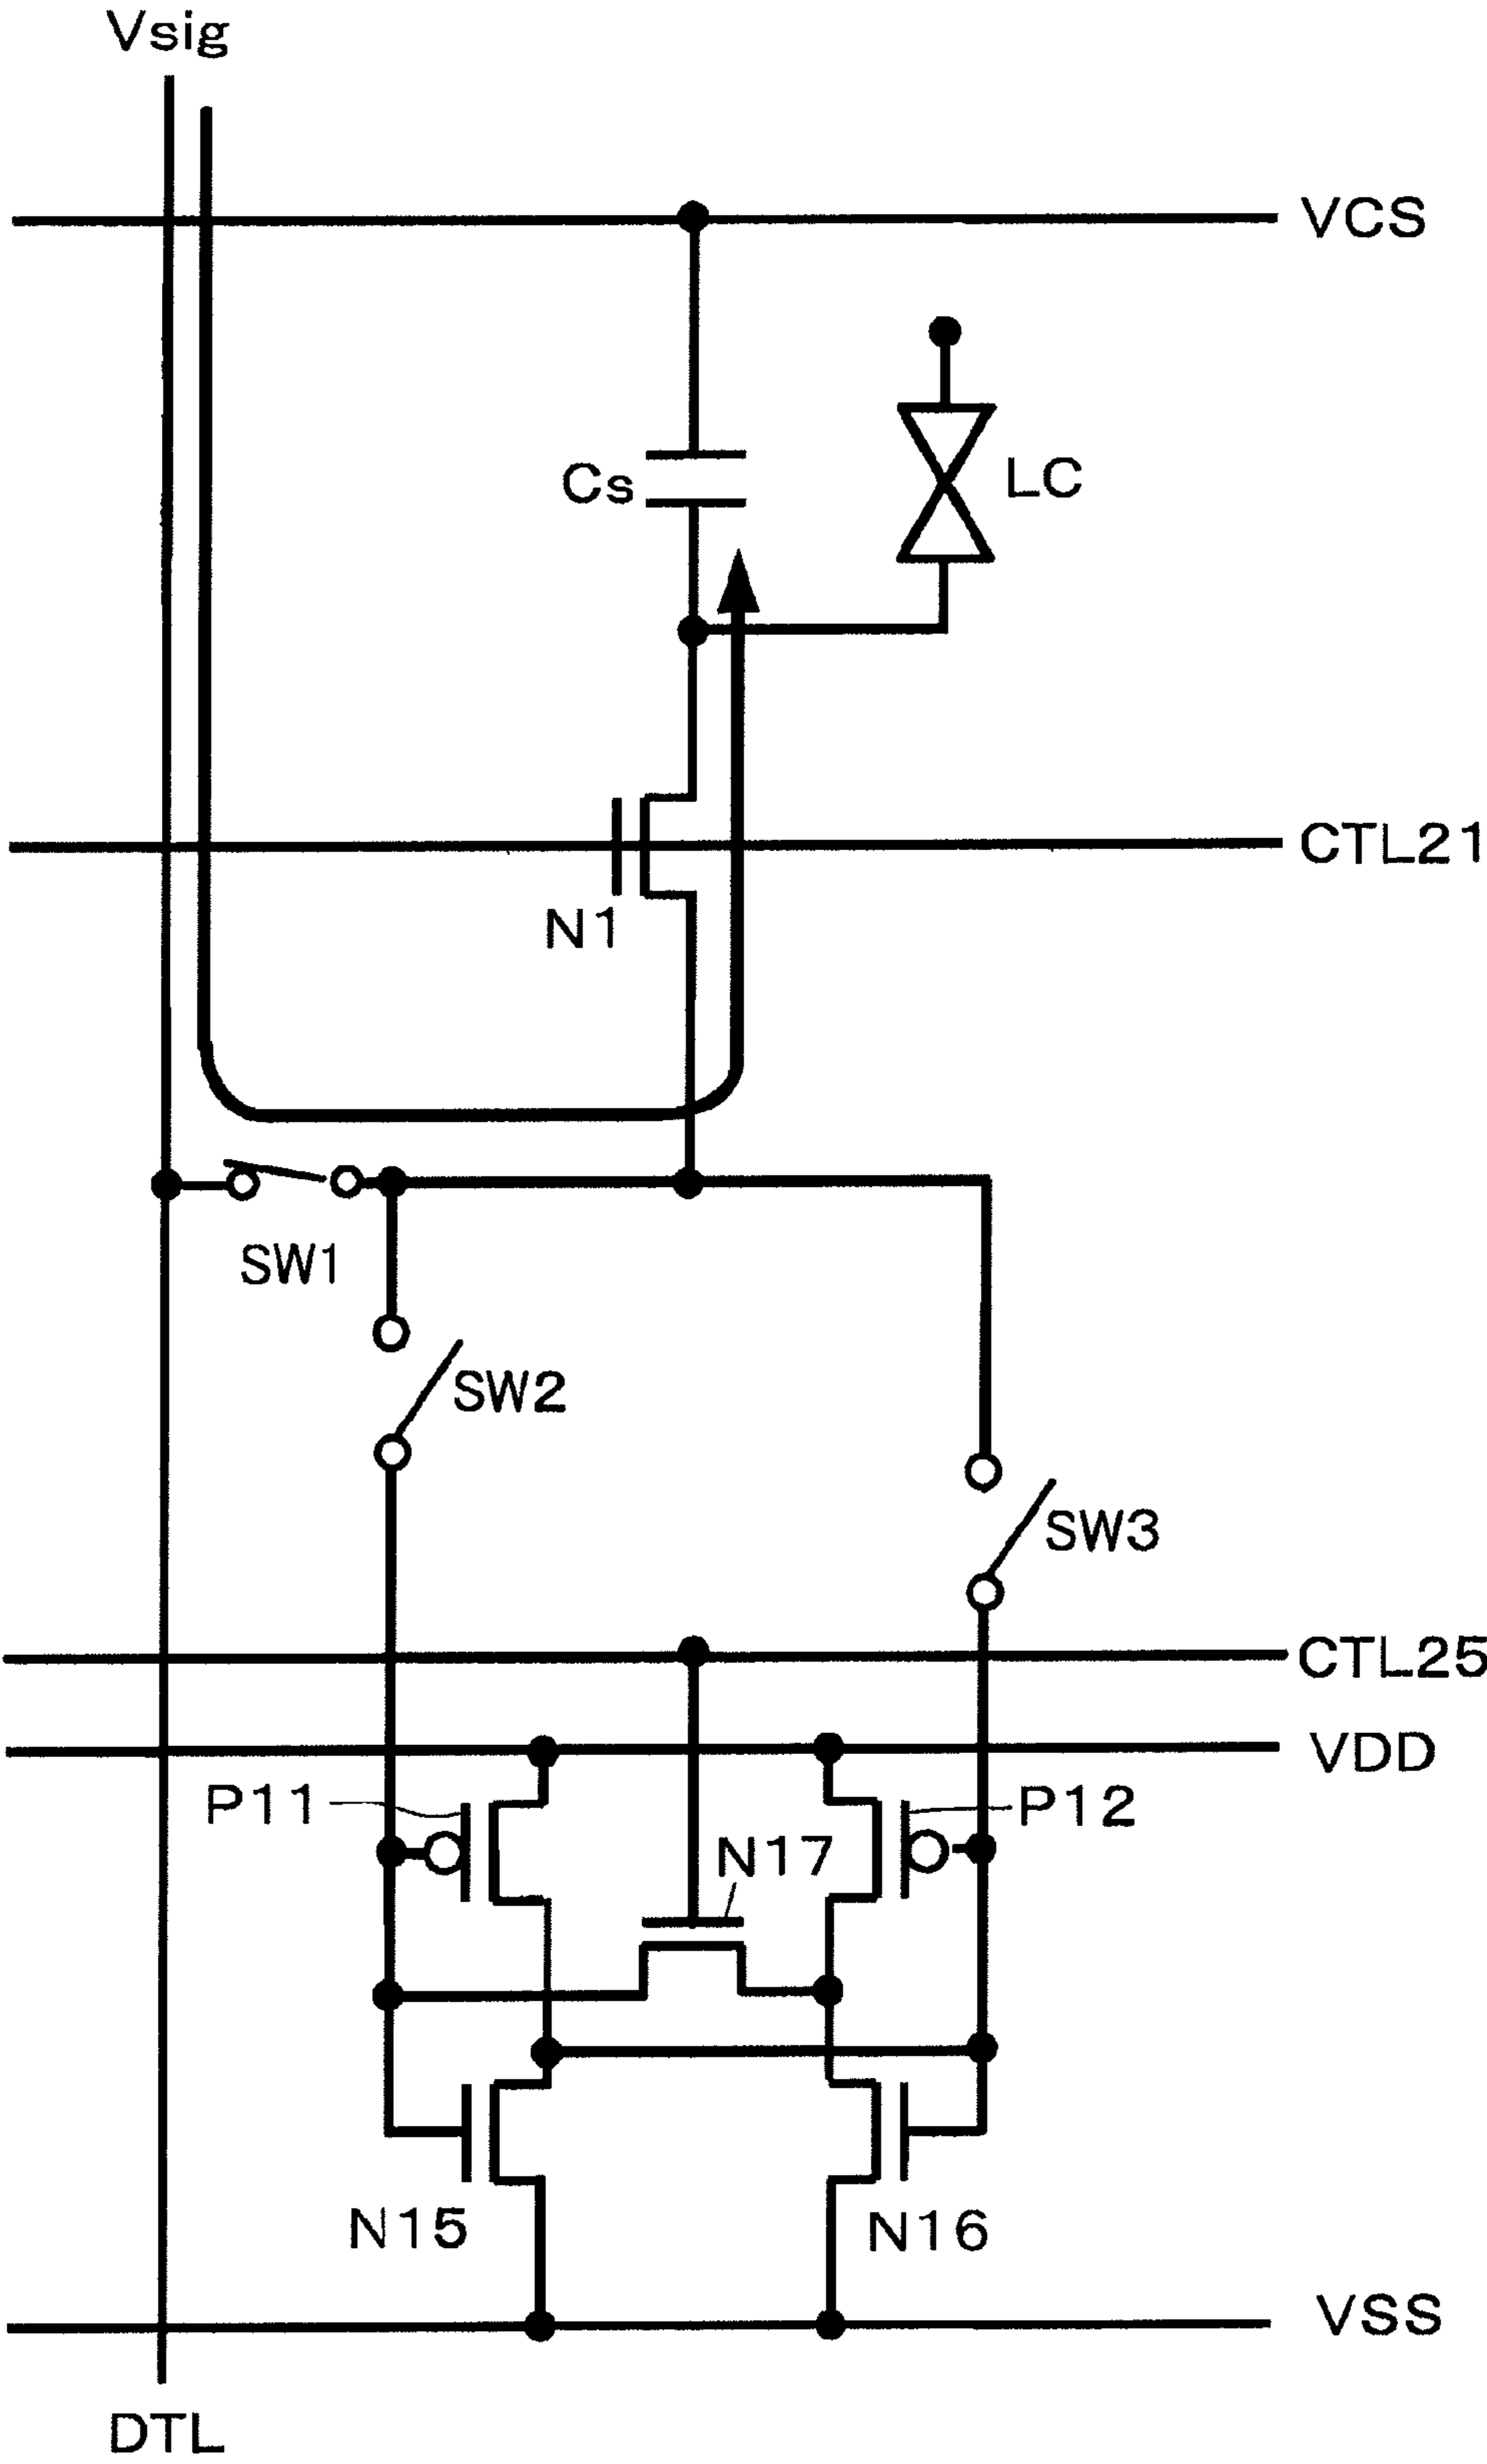 Vsig
VCS
Cs
LC
CTL21
N1
SW1
SW2
SW3
CTL25
VDD
P11
P12
N17
N15
N16
VSS
DTL